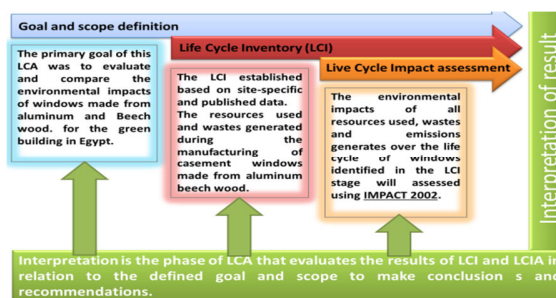 Goal and scope definition
Life Cycle Inventory (LCI)
Live Cycle Impact assessment
The primary goal of this
LCA was to evaluate
and compare the
environmental impacts
of windows made from
aluminum and Beech
wood. for the green
building in Egypt.
The LCI established
based on site-specific
and published data.
The resources used
and wastes generated
during the
manufacturing of
casement windows
made from aluminum
beech wood.
The environmental
impacts of all
resources used, wastes
and emissions
generates over the life
cycle of windows
identified in the LCI
stage will assessed
using IMPACT 2002.
Interpretation of result
Interpretation is the phase of LCA that evaluates the results of LCI and LCIA in
relation to the defined goal and scope to make conclusion s and
recommendations.